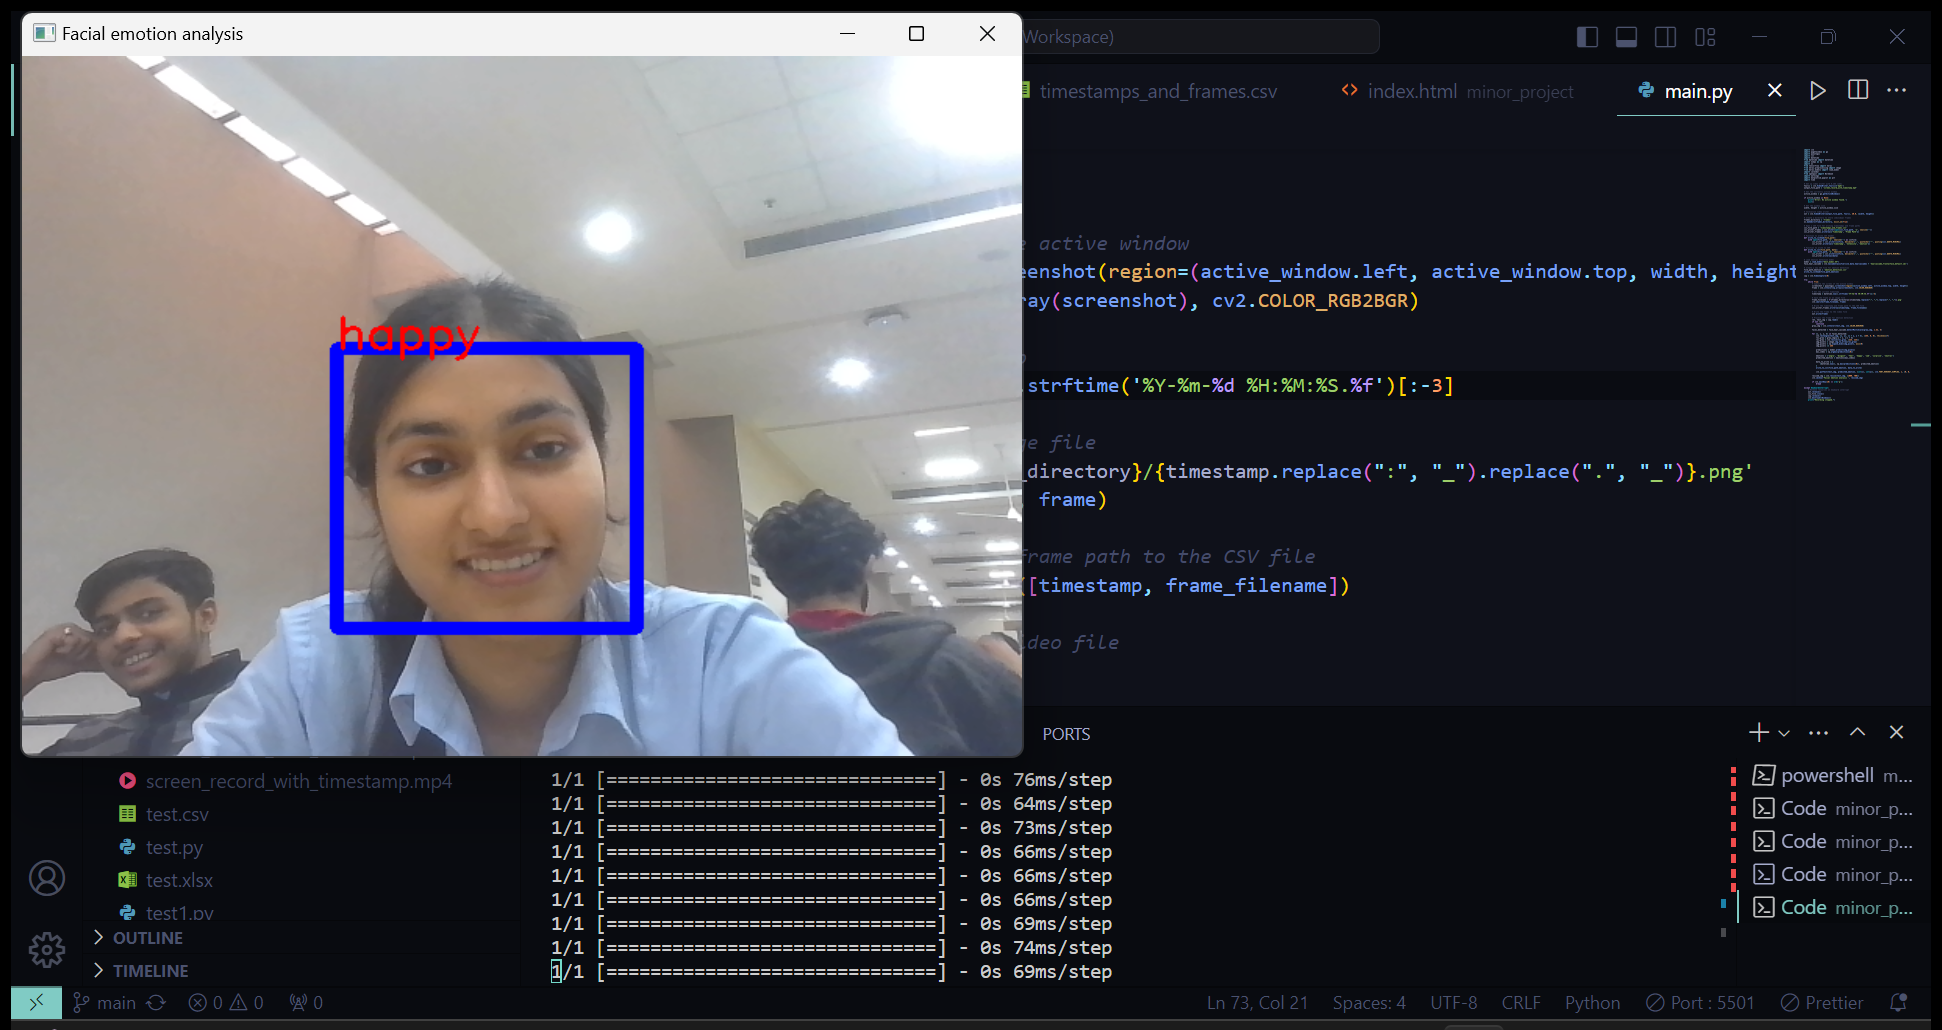 Facial emotion analysis
Workspace)
timestamps_and_frames.csv
index.html minor_project
main.py
happy
e active window
eenshot(region=(active_window.left, active_window.top, width, height
ray(screenshot), cv2.COLOR_RGB2BGR)
.strftime('%Y-%m-%d %H:%M:%S.%f')[:-3]
ge file
_directory}/{timestamp.replace(":", "_").replace(".", "_")}.png'
frame)
frame path to the CSV file
([timestamp, frame_filename])
ideo file
PORTS
screen_record_with_timestamp.mp4
test.csv
test.py
test.xlsx
test1.py
OUTLINE
TIMELINE
1/1 [==============================] - 0s 76ms/step
1/1 [==============================] - 0s 64ms/step
1/1 [==============================] - 0s 73ms/step
1/1 [==============================] - 0s 66ms/step
1/1 [==============================] - 0s 66ms/step
1/1 [==============================] - 0s 66ms/step
1/1 [==============================] - 0s 69ms/step
1/1 [==============================] - 0s 74ms/step
1/1 [==============================] - 0s 69ms/step
powershell m...
Code minor_p...
Code minor_p...
Code minor_p...
Code minor_p...
main 0 0 0
Ln 73, Col 21 Spaces: 4 UTF-8 CRLF Python Port : 5501 Prettier